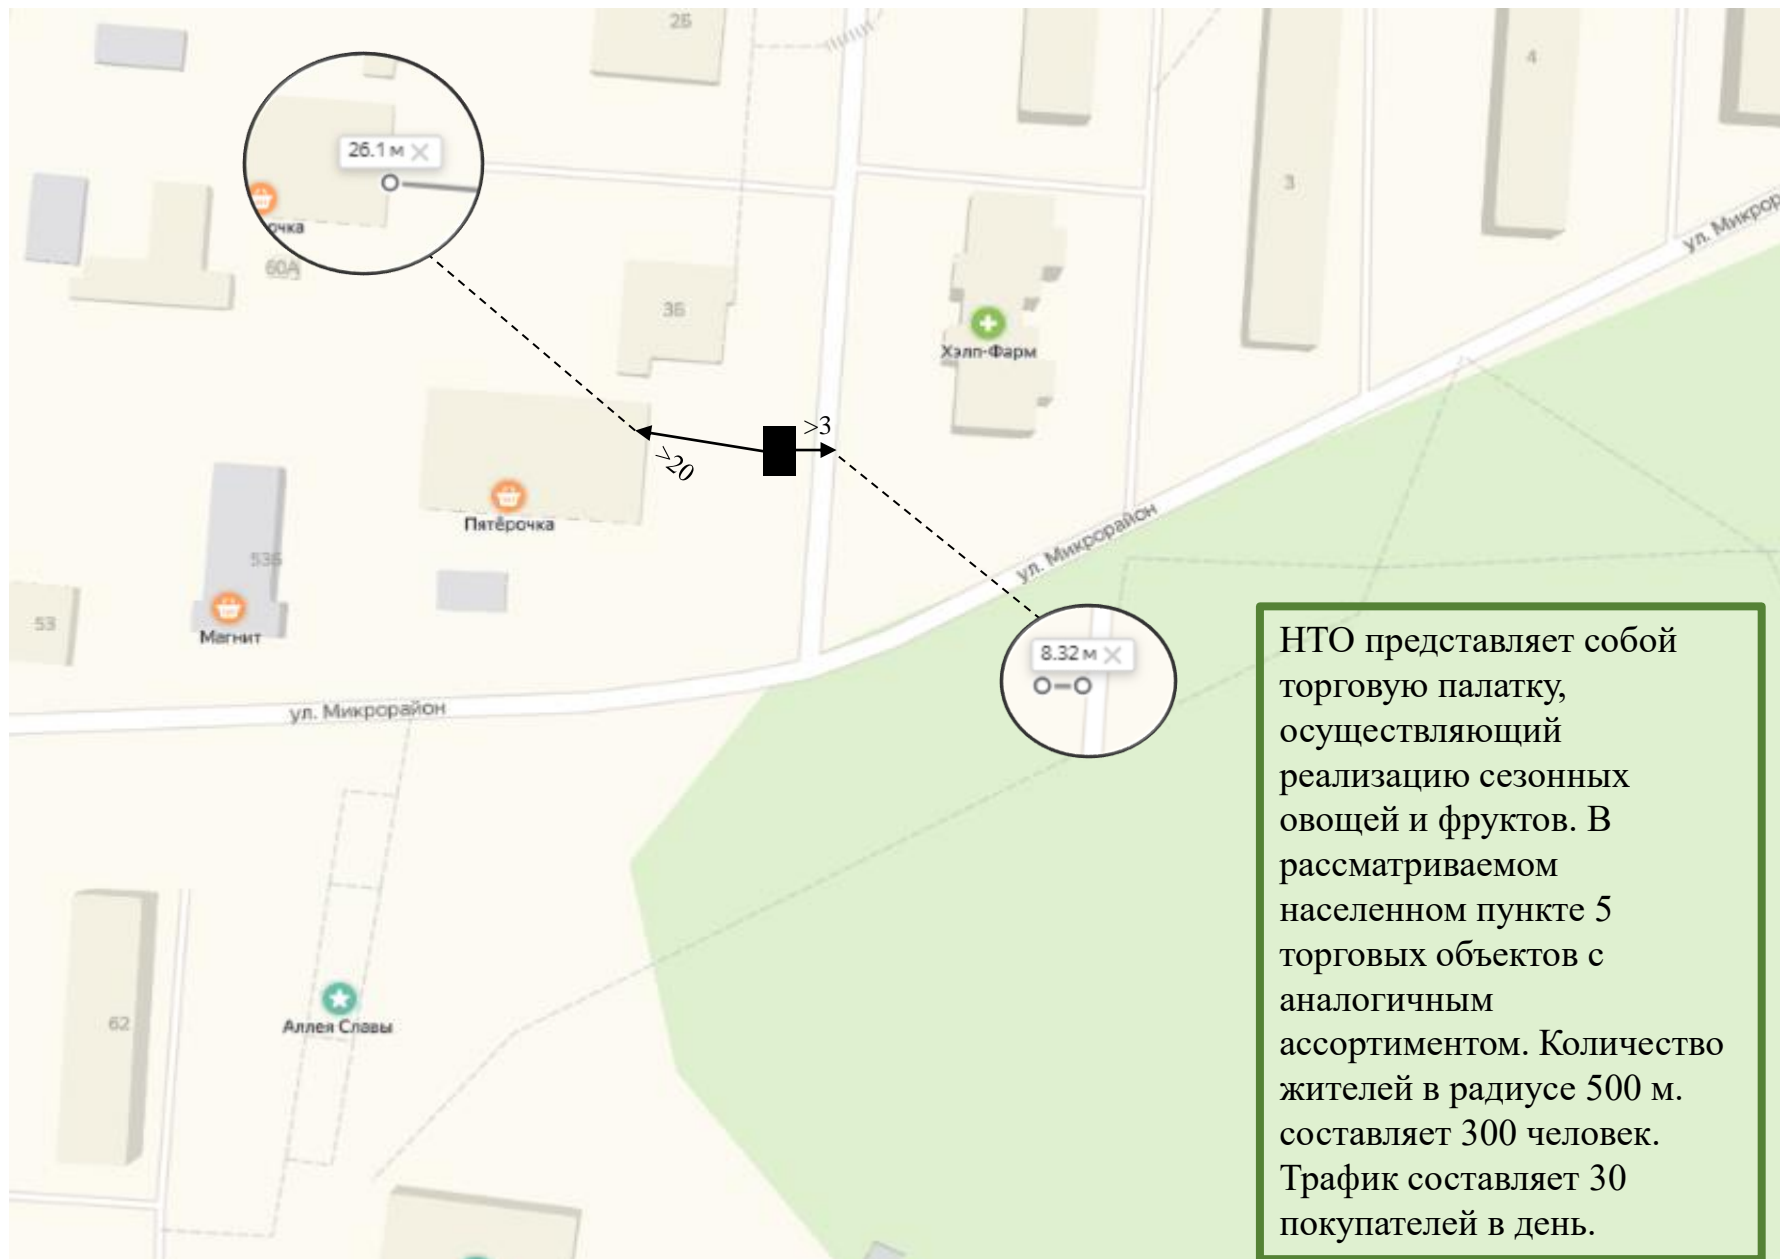 2Б
4
26.1 м
3
ул. Микрорайон
очка
60А
3Б
Хэлп-Фарм
>3
>20
Пятёрочка
ул. Микрорайон
53Б
53
Магнит
8.32 м
ул. Микрорайон
62
Аллея Славы
НТО представляет собой
торговую палатку,
осуществляющий
реализацию сезонных
овощей и фруктов. В
рассматриваемом
населенном пункте 5
торговых объектов с
аналогичным
ассортиментом. Количество
жителей в радиусе 500 м.
составляет 300 человек.
Трафик составляет 30
покупателей в день.